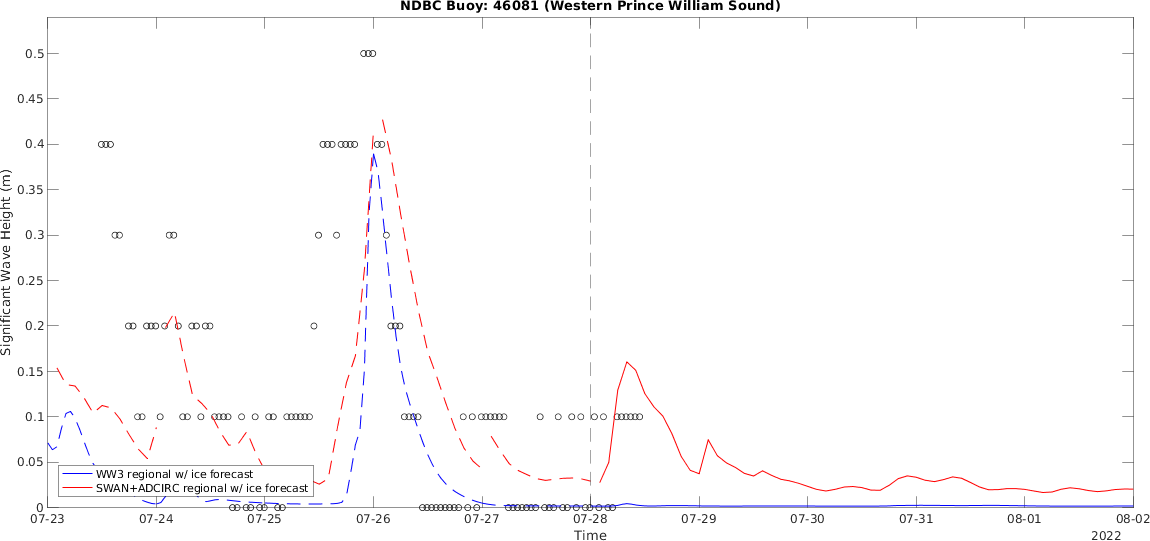 NDBC Buoy: 46081 (Western Prince William Sound)
0.5
0.45
0.4
0.35
0.3
0.25
0.2
0.15
0.1
0.05
0
Significant Wave Height (m)
WW3 regional w/ ice forecast
SWAN+ADCIRC regional w/ ice forecast
07-23 07-24 07-25 07-26 07-27 07-28 07-29 07-30 07-31 08-01 08-02
Time
2022